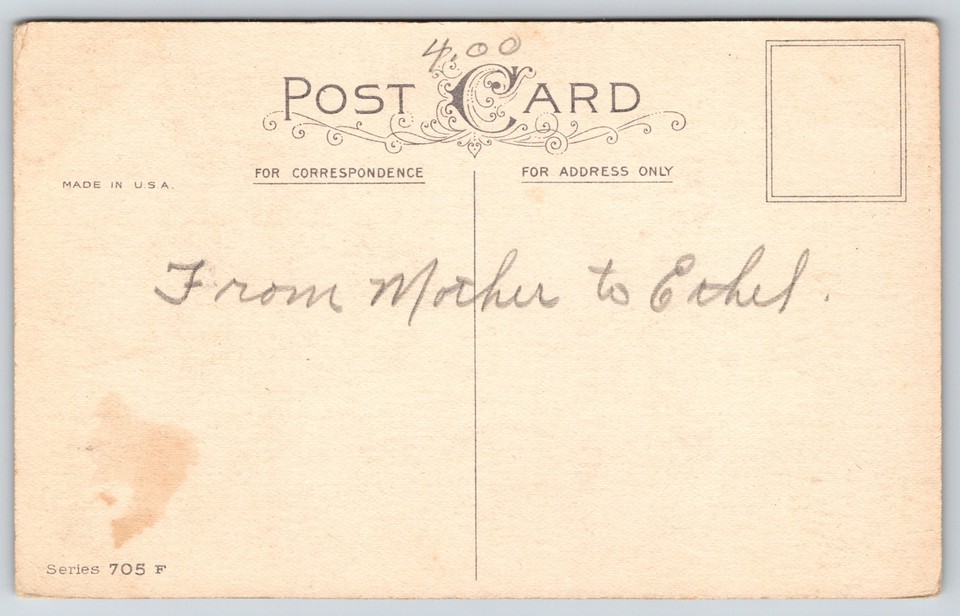 4.00
POST CARD
FOR CORRESPONDENCE
FOR ADDRESS ONLY
MADE IN U.S.A.
From Mother to Ethel.
Series 705 F